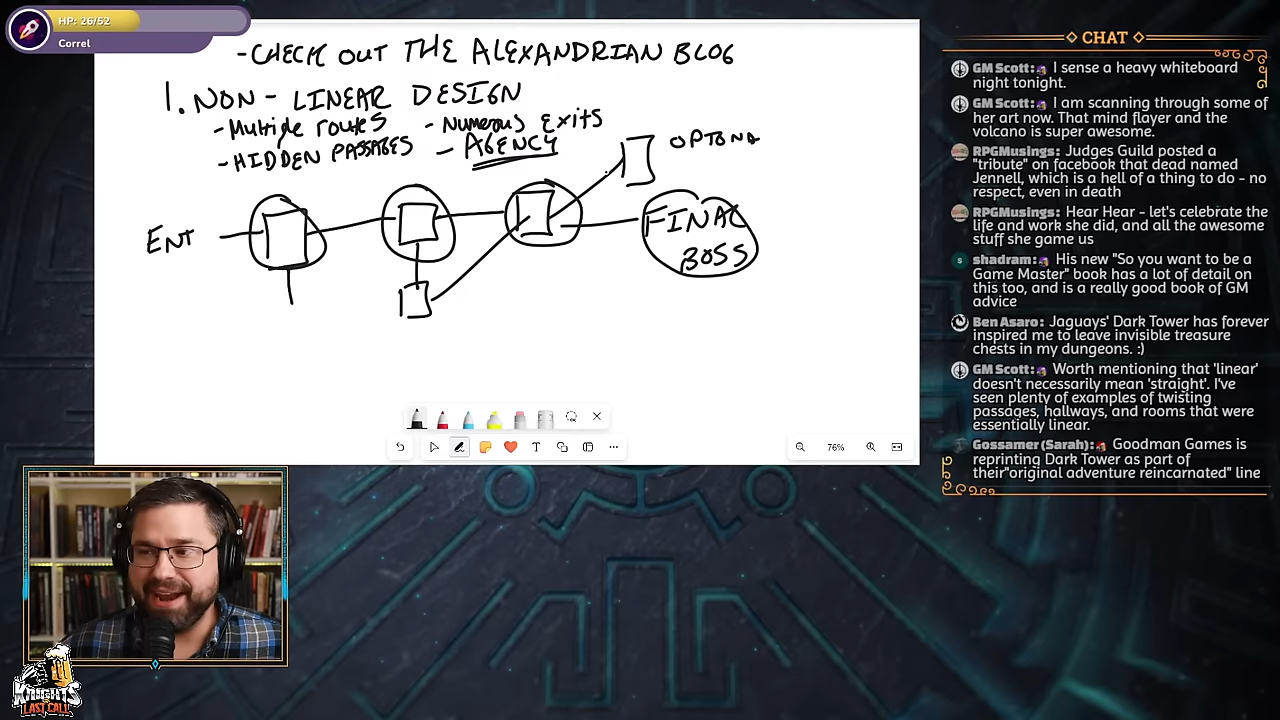 HP: 26/52
Correl
- CHECK OUT THE ALEXANDRIAN BLOG
1. NON - LINEAR DESIGN
- Multiple routes - Numerous Exits
- HIDDEN PASSAGES - AGENCY
OPTIONA
ENT
FINAL
BOSS
76%
CHAT
GM Scott: I sense a heavy whiteboard
night tonight.
GM Scott: I am scanning through some of
her art now. That mind flayer and the
volcano is super awesome.
RPGMusings: Judges Guild posted a
"tribute" on facebook that dead named
Jennell, which is a hell of a thing to do - no
respect, even in death
RPGMusings: Hear Hear - let's celebrate the
life and work she did, and all the awesome
stuff she game us
shadram: His new "So you want to be a
Game Master" book has a lot of detail on
this too, and is a really good book of GM
advice
Ben Asaro: Jaguays' Dark Tower has forever
inspired me to leave invisible treasure
chests in my dungeons. :)
GM Scott: Worth mentioning that 'linear'
doesn't necessarily mean 'straight'. I've
seen plenty of examples of twisting
passages, hallways, and rooms that were
essentially linear.
Gossamer (Sarah): Goodman Games is
reprinting Dark Tower as part of
their"original adventure reincarnated" line
KNIGHTS
LAST CALL